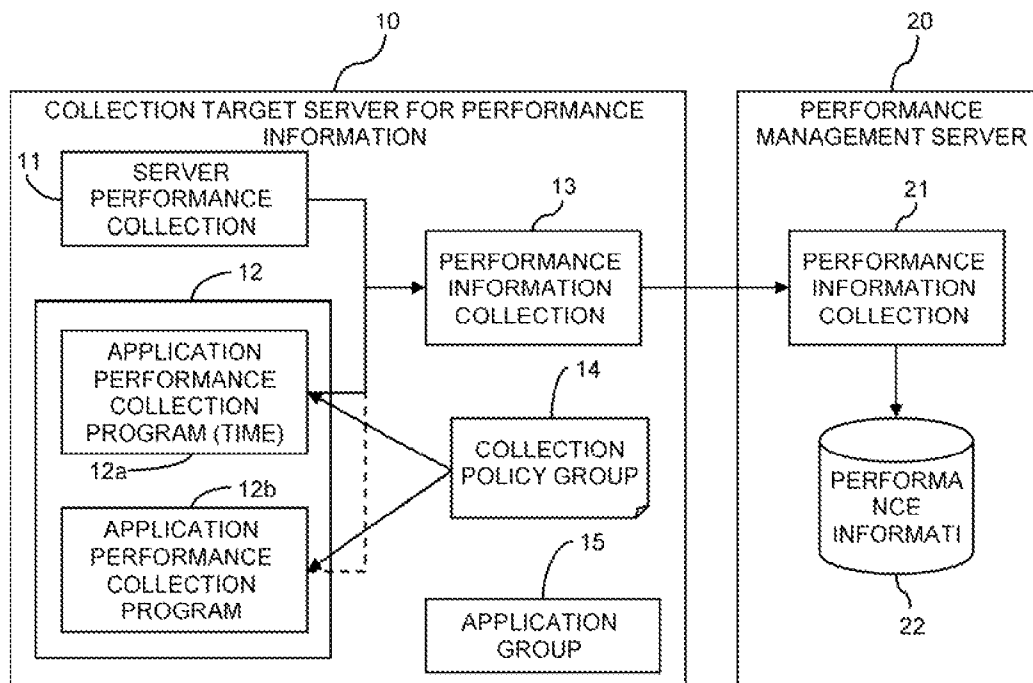 10
20
COLLECTION TARGET SERVER FOR PERFORMANCE
INFORMATION
PERFORMANCE
MANAGEMENT SERVER
11
SERVER
PERFORMANCE
COLLECTION
13
PERFORMANCE
INFORMATION
COLLECTION
21
PERFORMANCE
INFORMATION
COLLECTION
12
APPLICATION
PERFORMANCE
COLLECTION
PROGRAM (TIME)
12a
12b
APPLICATION
PERFORMANCE
COLLECTION
PROGRAM
14
COLLECTION
POLICY GROUP
15
APPLICATION
GROUP
PERFORMA
NCE
INFORMATI
22